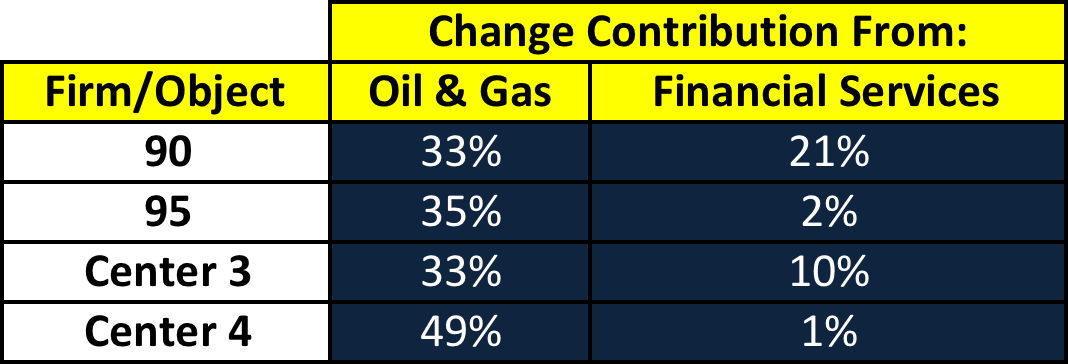 Change Contribution From:
Firm/Object Oil & Gas Financial Services
90 33% 21%
95 35% 2%
Center 3 33% 10%
Center 4 49% 1%